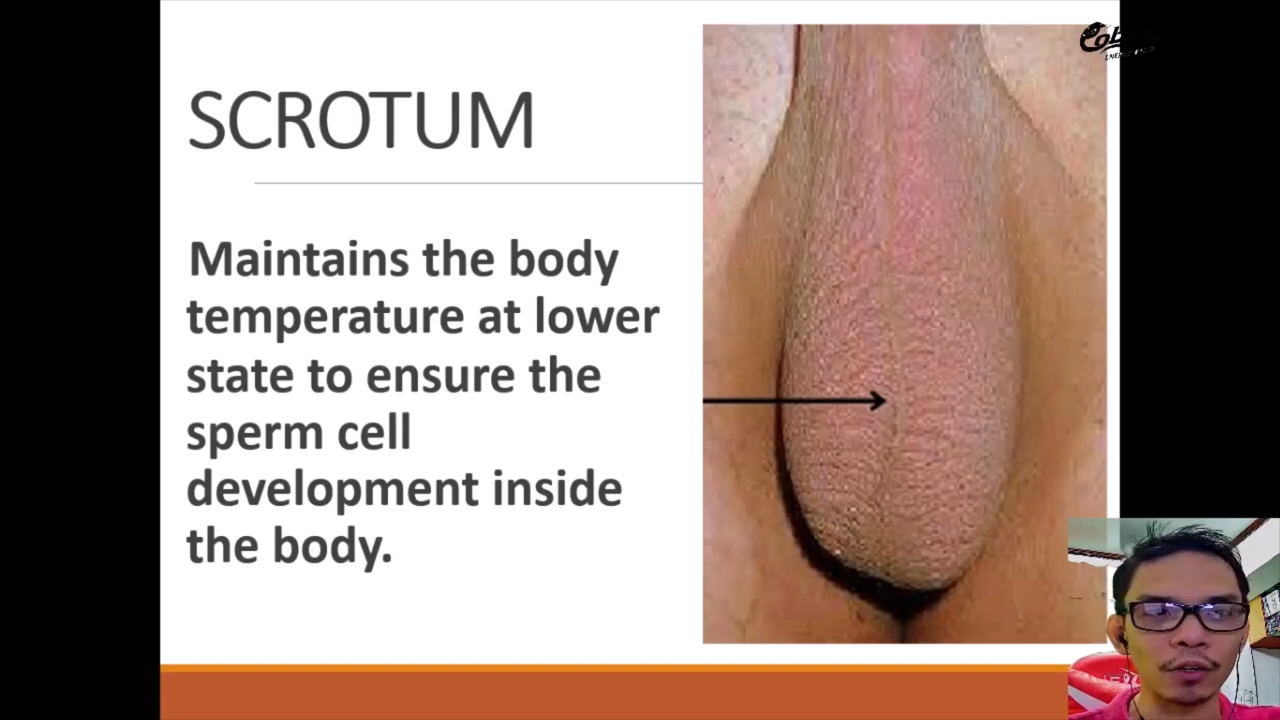 SCROTUM
Maintains the body
temperature at lower
state to ensure the
sperm cell
development inside
the body.